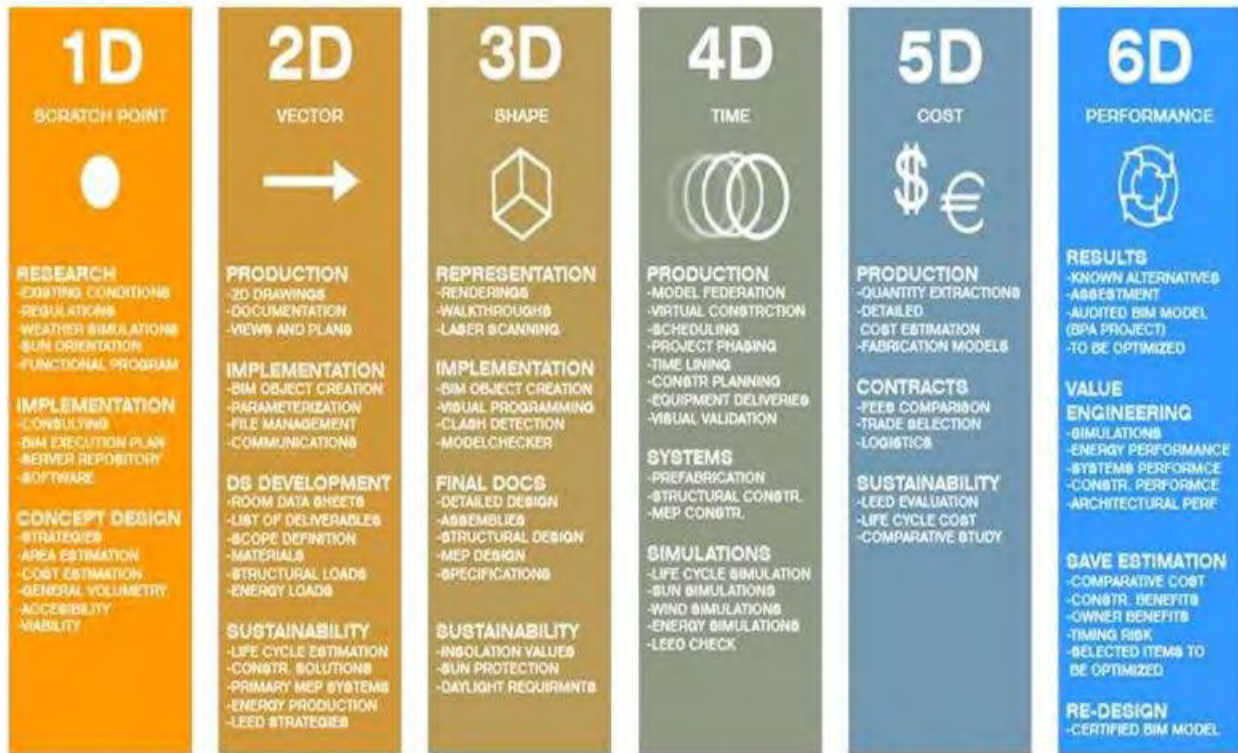 1D
SCRATCH POINT
RESEARCH
-EXISTING CONDITIONS
-REGULATIONS
-WEATHER SIMULATIONS
-SUN ORIENTATION
-FUNCTIONAL PROGRAM
IMPLEMENTATION
-CONSULTING
-BIM EXECUTION PLAN
-SERVER REPOSITORY
-SOFTWARE
CONCEPT DESIGN
-STRATEGIES
-AREA ESTIMATION
-COST ESTIMATION
-GENERAL VOLUMETRY
-ACCESIBILITY
-VIABILITY
2D
VECTOR
PRODUCTION
-2D DRAWINGS
-DOCUMENTATION
-VIEWS AND PLANS
IMPLEMENTATION
-BIM OBJECT CREATION
-PARAMETERIZATION
-FILE MANAGEMENT
-COMMUNICATIONS
DS DEVELOPMENT
-ROOM DATA SHEETS
-LIST OF DELIVERABLES
-SCOPE DEFINITION
-MATERIALS
-STRUCTURAL LOADS
-ENERGY LOADS
SUSTAINABILITY
-LIFE CYCLE ESTIMATION
-CONSTR. SOLUTIONS
-PRIMARY MEP SYSTEMS
-ENERGY PRODUCTION
-LEED STRATEGIES
3D
SHAPE
REPRESENTATION
-RENDERINGS
-WALKTHROUGHS
-LASER SCANNING
IMPLEMENTATION
-BIM OBJECT CREATION
-VISUAL PROGRAMMING
-CLASH DETECTION
-MODELCHECKER
FINAL DOCS
-DETAILED DESIGN
-ASSEMBLIES
-STRUCTURAL DESIGN
-MEP DESIGN
-SPECIFICATIONS
SUSTAINABILITY
-INSOLATION VALUES
-SUN PROTECTION
-DAYLIGHT REQUIRMNTS
4D
TIME
PRODUCTION
-MODEL FEDERATION
-VIRTUAL CONSTRCTION
-SCHEDULING
-PROJECT PHASING
-TIME LINING
-CONSTR PLANNING
-EQUIPMENT DELIVERIES
-VISUAL VALIDATION
SYSTEMS
-PREFABRICATION
-STRUCTURAL CONSTR.
-MEP CONSTR.
SIMULATIONS
-LIFE CYCLE SIMULATION
-SUN SIMULATIONS
-WIND SIMULATIONS
-ENERGY SIMULATIONS
-LEED CHECK
5D
COST
$ €
PRODUCTION
-QUANTITY EXTRACTIONS
-DETAILED
COST ESTIMATION
-FABRICATION MODELS
CONTRACTS
-FEES COMPARISON
-TRADE SELECTION
-LOGISTICS
SUSTAINABILITY
-LEED EVALUATION
-LIFE CYCLE COST
-COMPARATIVE STUDY
6D
PERFORMANCE
RESULTS
-KNOWN ALTERNATIVES
-ASSESTMENT
-AUDITED BIM MODEL
(BPA PROJECT)
-TO BE OPTIMIZED
VALUE
ENGINEERING
-SIMULATIONS
-ENERGY PERFORMANCE
-SYSTEMS PERFORMCE
-CONSTR. PERFORMCE
-ARCHITECTURAL PERF
SAVE ESTIMATION
-COMPARATIVE COST
-CONSTR. BENEFITS
-OWNER BENEFITS
-TIMING RISK
-SELECTED ITEMS TO
BE OPTIMIZED
RE-DESIGN
-CERTIFIED BIM MODEL